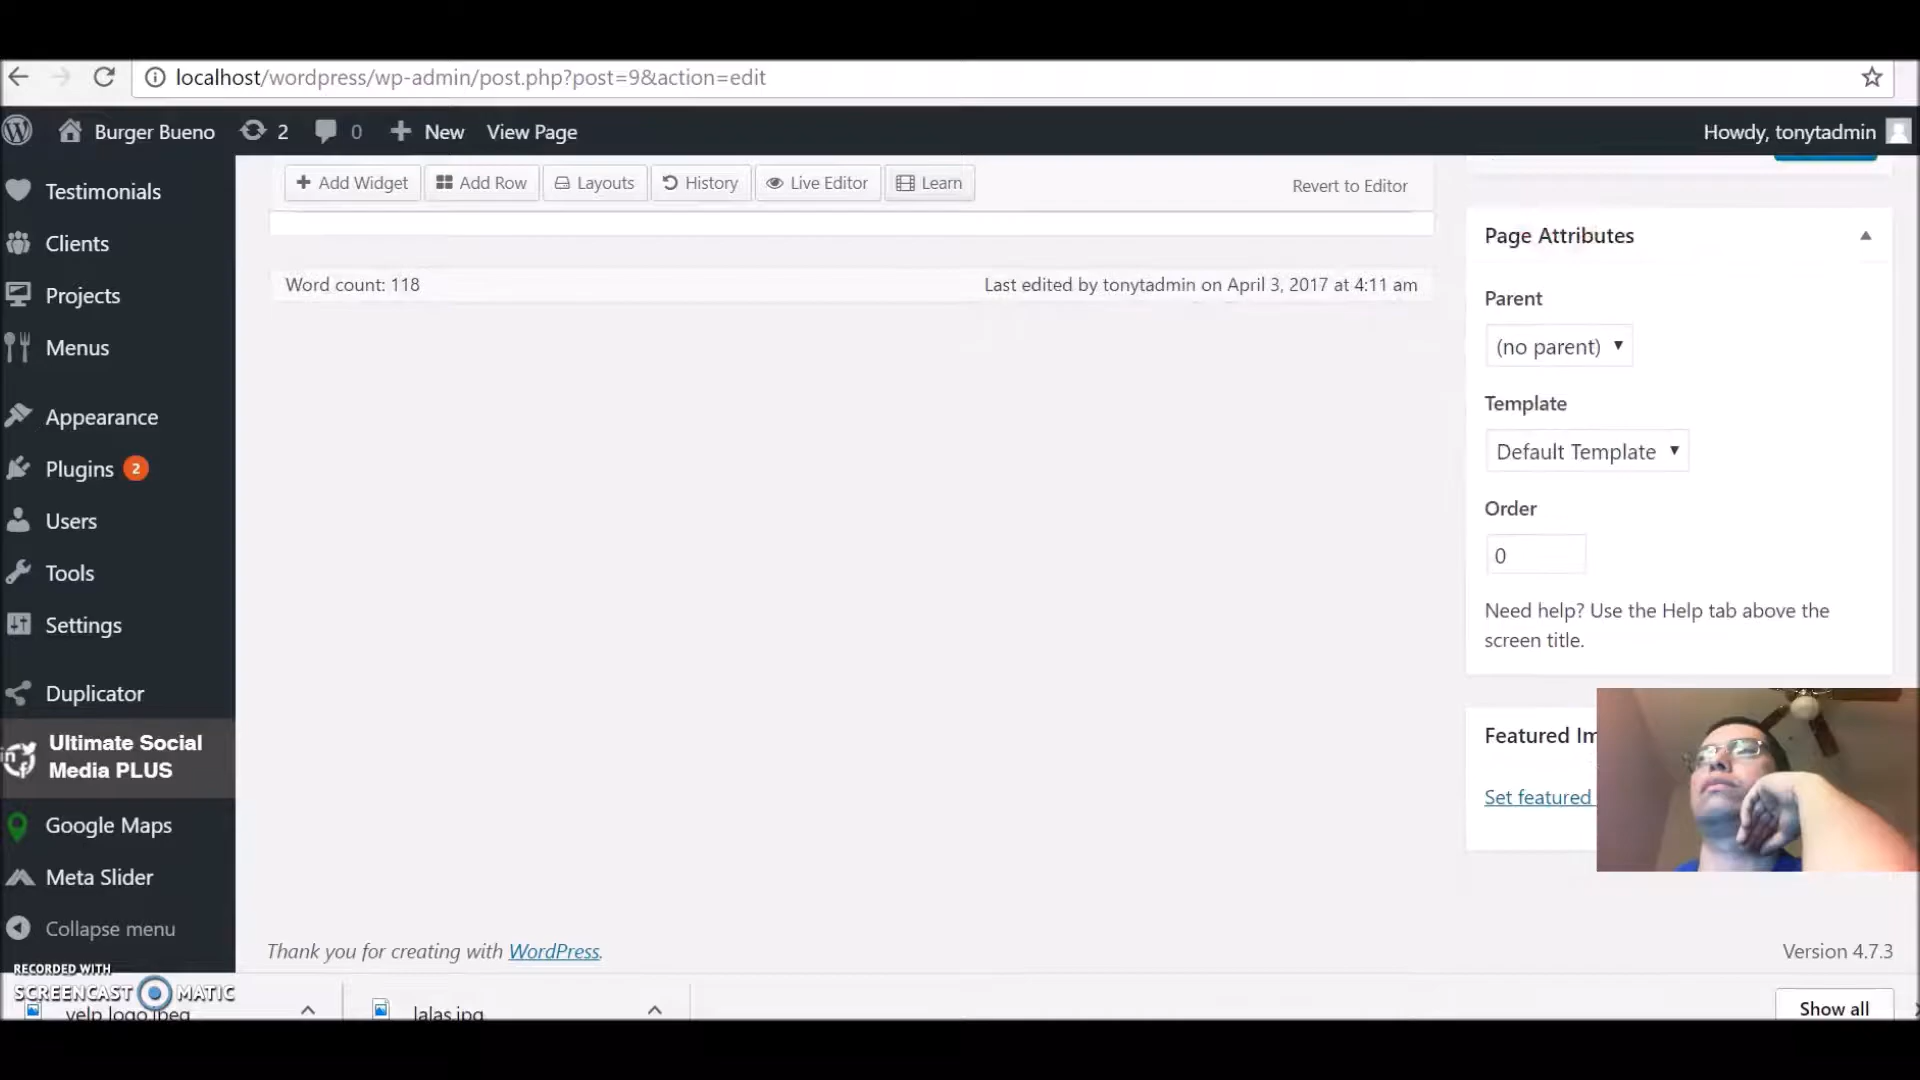 localhost/wordpress/wp-admin/post.php?post=9&action=edit
Burger Bueno 2 0 New View Page Howdy, tonytadmin
Testimonials
Clients
Projects
Menus
Appearance
Plugins 2
Users
Tools
Settings
Duplicator
Ultimate Social
Media PLUS
Google Maps
Meta Slider
Collapse menu
Add Widget Add Row Layouts History Live Editor Learn Revert to Editor
Word count: 118 Last edited by tonytadmin on April 3, 2017 at 4:11 am
Page Attributes
Parent
(no parent)
Template
Default Template
Order
0
Need help? Use the Help tab above the
screen title.
Featured Im
Set featured
Thank you for creating with WordPress. Version 4.7.3
RECORDED WITH
SCREENCAST MATIC
yelp logo.jpeg lalas.jpg Show all